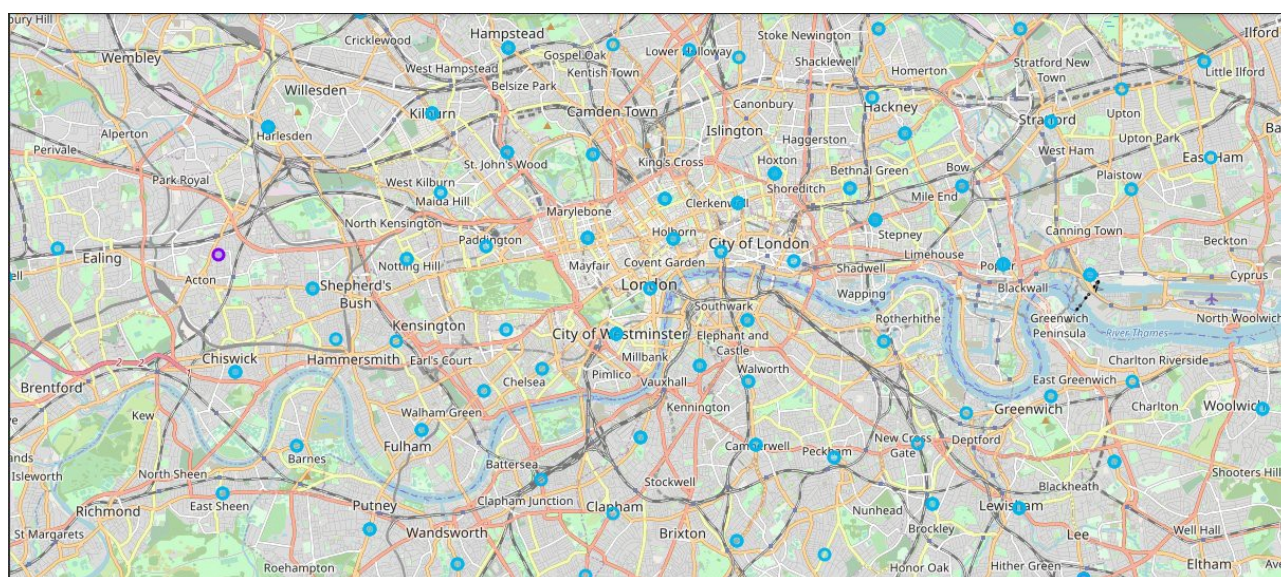 bury Hill
Cricklewood
Hampstead
Gospel Oak
Lower Holloway
Stoke Newington
Ilford
Wembley
West Hampstead
Kentish Town
Shacklewell
Stratford New
Town
Little Ilford
Willesden
Belsize Park
Homerton
Alperton
Harlesden
Kilburn
Camden Town
Canonbury
Islington
Hackney
Stratford
Upton
Perivale
Haggerston
Upton Park
Park Royal
St. John's Wood
King's Cross
Hoxton
Bethnal Green
Bow
West Ham
East Ham
West Kilburn
Maida Hill
Shoreditch
Mile End
Plaistow
North Kensington
Marylebone
Clerkenwell
Ealing
Paddington
Holborn
City of London
Stepney
Canning Town
Beckton
Acton
Notting Hill
Mayfair
Covent Garden
Shadwell
Limehouse
Poplar
Cyprus
Shepherd's
Bush
London
Wapping
Blackwall
Kensington
Southwark
Rotherhithe
Greenwich
Peninsula
North Woolwich
City of Westminster
Elephant and
Castle
River Thames
Chiswick
Hammersmith
Earl's Court
Millbank
Charlton Riverside
Brentford
Chelsea
Pimlico
Vauxhall
Walworth
East Greenwich
Kew
Walham Green
Kennington
Greenwich
Charlton
Woolwich
Fulham
Camberwell
New Cross
Gate
Deptford
Isleworth
North Sheen
Barnes
Battersea
Peckham
Shooters Hill
East Sheen
Clapham Junction
Stockwell
Blackheath
Richmond
Putney
Clapham
Nunhead
Lewisham
St Margarets
Wandsworth
Brixton
Brockley
Lee
Well Hall
Roehampton
Honor Oak
Hither Green
Eltham